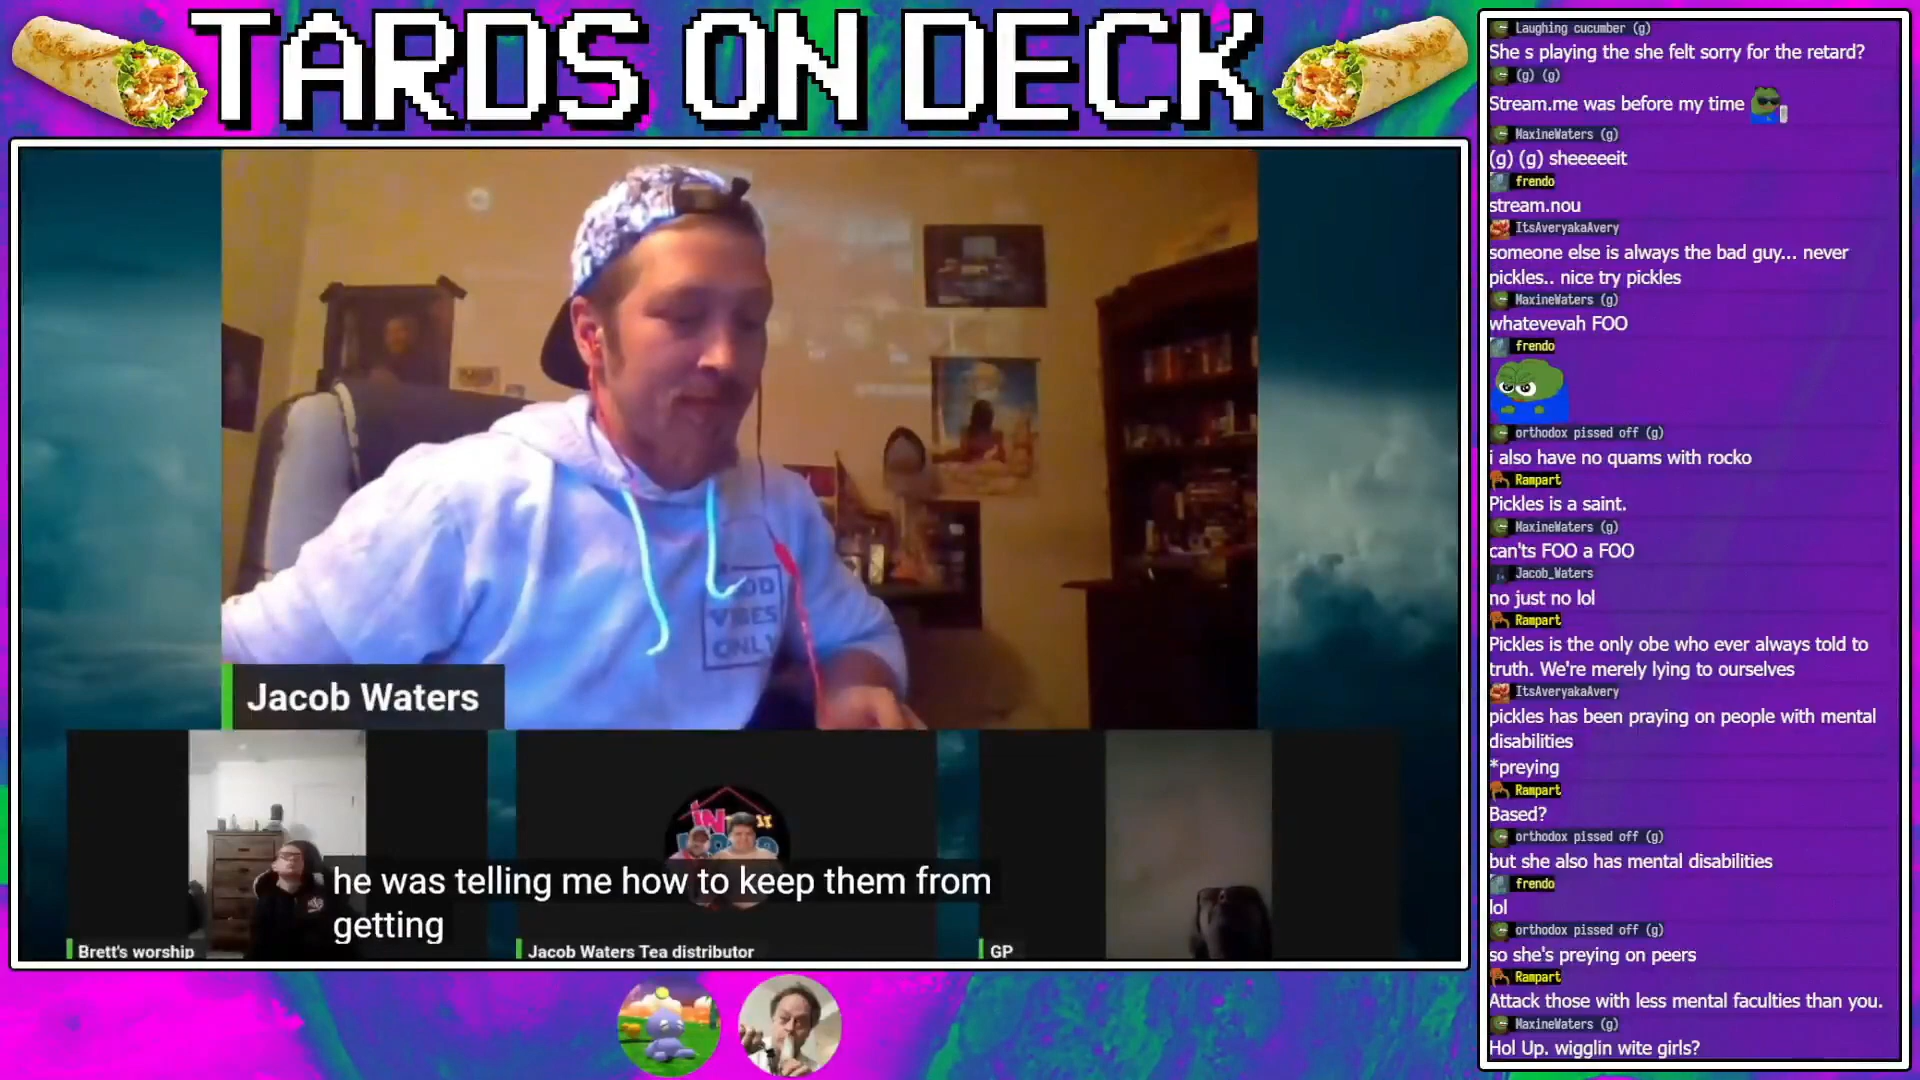 TARDS ON DECK
GOOD
VIBES
ONLY
Jacob Waters
he was telling me how to keep them from
getting
Brett's worship
Jacob Waters Tea distributor
GP
Laughing cucumber (g)
She s playing the she felt sorry for the retard?
(g) (g)
Stream.me was before my time
MaxineWaters (g)
(g) (g) sheeeeeit
frendo
stream.nou
ItsAveryakaAvery
someone else is always the bad guy... never
pickles.. nice try pickles
MaxineWaters (g)
whatevevah FOO
frendo
orthodox pissed off (g)
i also have no quams with rocko
Rampart
Pickles is a saint.
MaxineWaters (g)
can'ts FOO a FOO
Jacob_Waters
no just no lol
Rampart
Pickles is the only obe who ever always told to
truth. We're merely lying to ourselves
ItsAveryakaAvery
pickles has been praying on people with mental
disabilities
*preying
Rampart
Based?
orthodox pissed off (g)
but she also has mental disabilities
frendo
lol
orthodox pissed off (g)
so she's preying on peers
Rampart
Attack those with less mental faculties than you.
MaxineWaters (g)
Hol Up. wigglin wite girls?